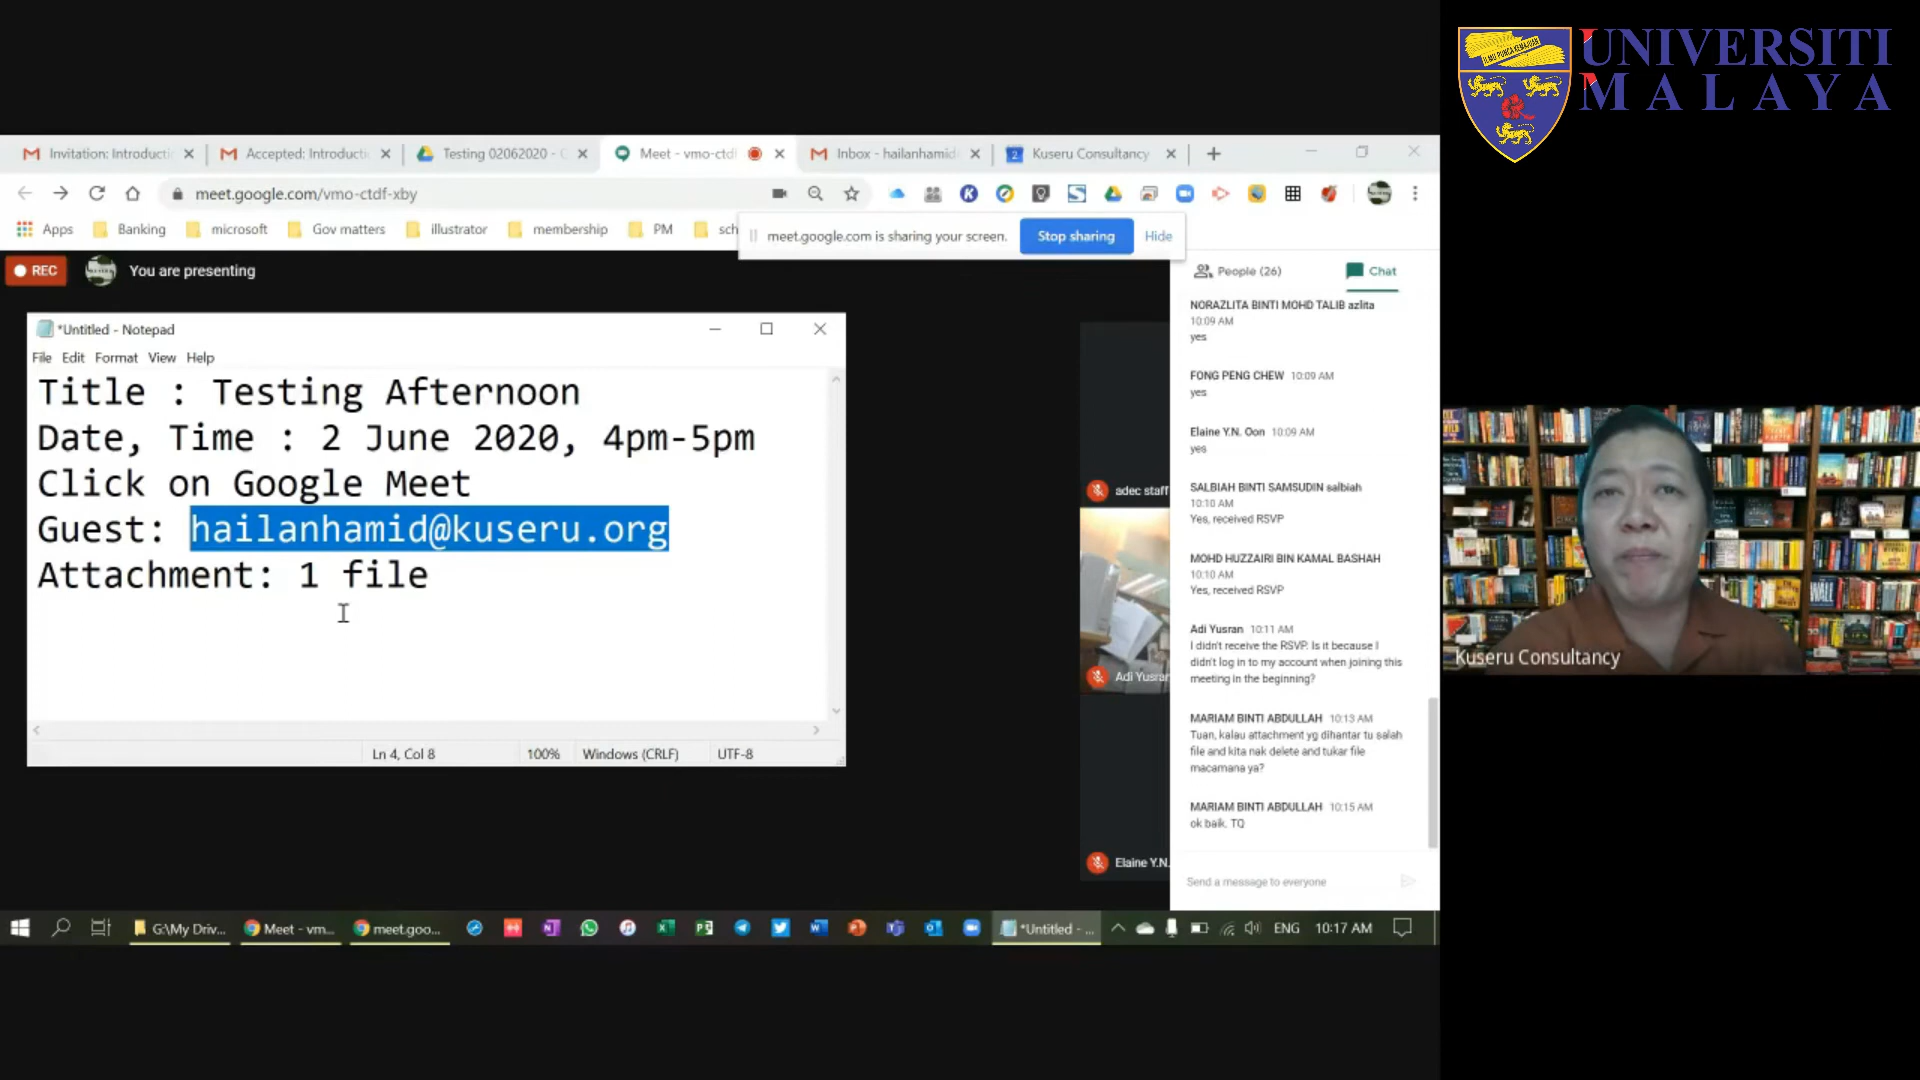 UNIVERSITI
MALAYA
ILMU PUNCA KEMAJUAN
Invitation: Introducti
Accepted: Introducti
Testing 02062020 -
Meet - vmo-ctdf
Inbox - hailanhamid
Kuseru Consultancy
meet.google.com/vmo-ctdf-xby
Apps
Banking
microsoft
Gov matters
illustrator
membership
PM
sch
meet.google.com is sharing your screen.
Stop sharing
Hide
REC
You are presenting
People (26)
Chat
*Untitled - Notepad
File Edit Format View Help
Title : Testing Afternoon
Date, Time : 2 June 2020, 4pm-5pm
Click on Google Meet
Guest: hailanhamid@kuseru.org
Attachment: 1 file
Ln 4, Col 8
100%
Windows (CRLF)
UTF-8
adec staff
Adi Yusran
Elaine Y.N.
NORAZLITA BINTI MOHD TALIB azlita
10:09 AM
yes
FONG PENG CHEW 10:09 AM
yes
Elaine Y.N. Oon 10:09 AM
yes
SALBIAH BINTI SAMSUDIN salbiah
10:10 AM
Yes, received RSVP
MOHD HUZZAIRI BIN KAMAL BASHAH
10:10 AM
Yes, received RSVP
Adi Yusran 10:11 AM
I didn't receive the RSVP. Is it because I
didn't log in to my account when joining this
meeting in the beginning?
MARIAM BINTI ABDULLAH 10:13 AM
Tuan, kalau attachment yg dihantar tu salah
file and kita nak delete and tukar file
macamana ya?
MARIAM BINTI ABDULLAH 10:15 AM
ok baik. TQ
Send a message to everyone
Kuseru Consultancy
G:\My Driv...
Meet - vm...
meet.goo...
*Untitled - ...
ENG
10:17 AM